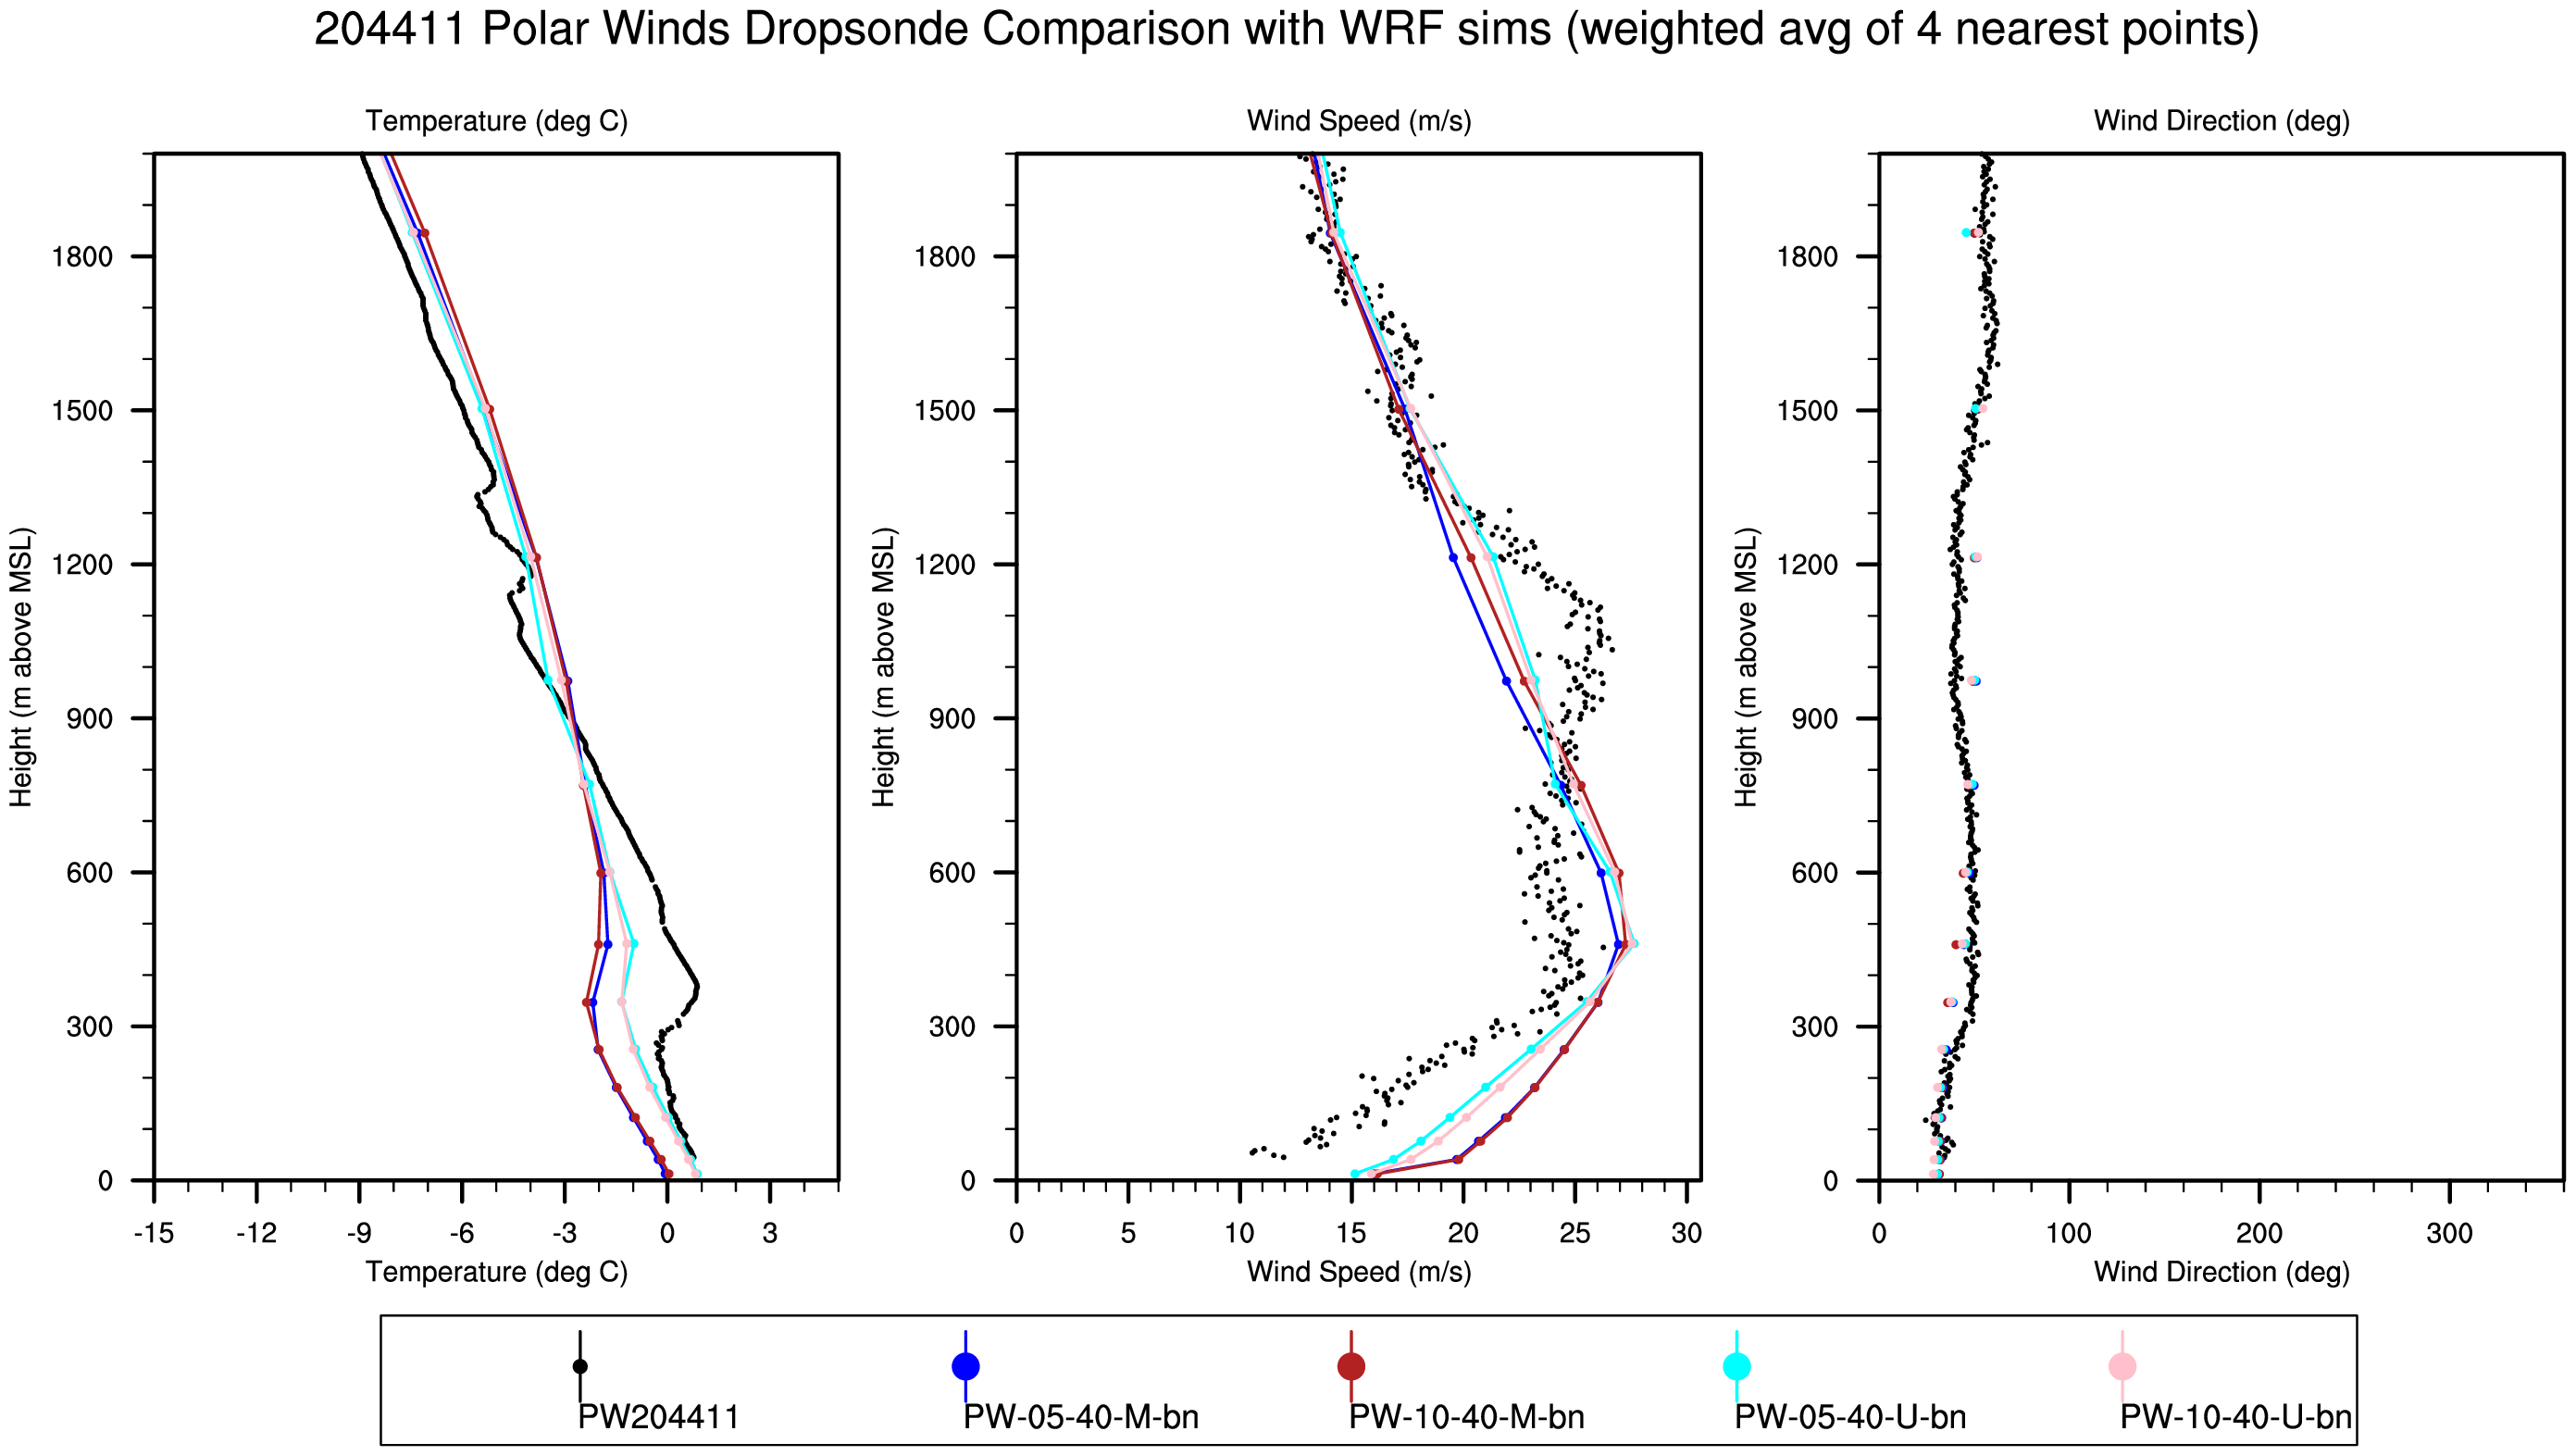 204411 Polar Winds Dropsonde Comparison with WRF sims (weighted avg of 4 nearest points)
Temperature (deg C)
Wind Speed (m/s)
Wind Direction (deg)
Height (m above MSL)
1800
1500
1200
900
600
300
0
-15 -12 -9 -6 -3 0 3
Temperature (deg C)
Height (m above MSL)
1800
1500
1200
900
600
300
0
0 5 10 15 20 25 30
Wind Speed (m/s)
Height (m above MSL)
1800
1500
1200
900
600
300
0
0 100 200 300
Wind Direction (deg)
PW204411
PW-05-40-M-bn
PW-10-40-M-bn
PW-05-40-U-bn
PW-10-40-U-bn